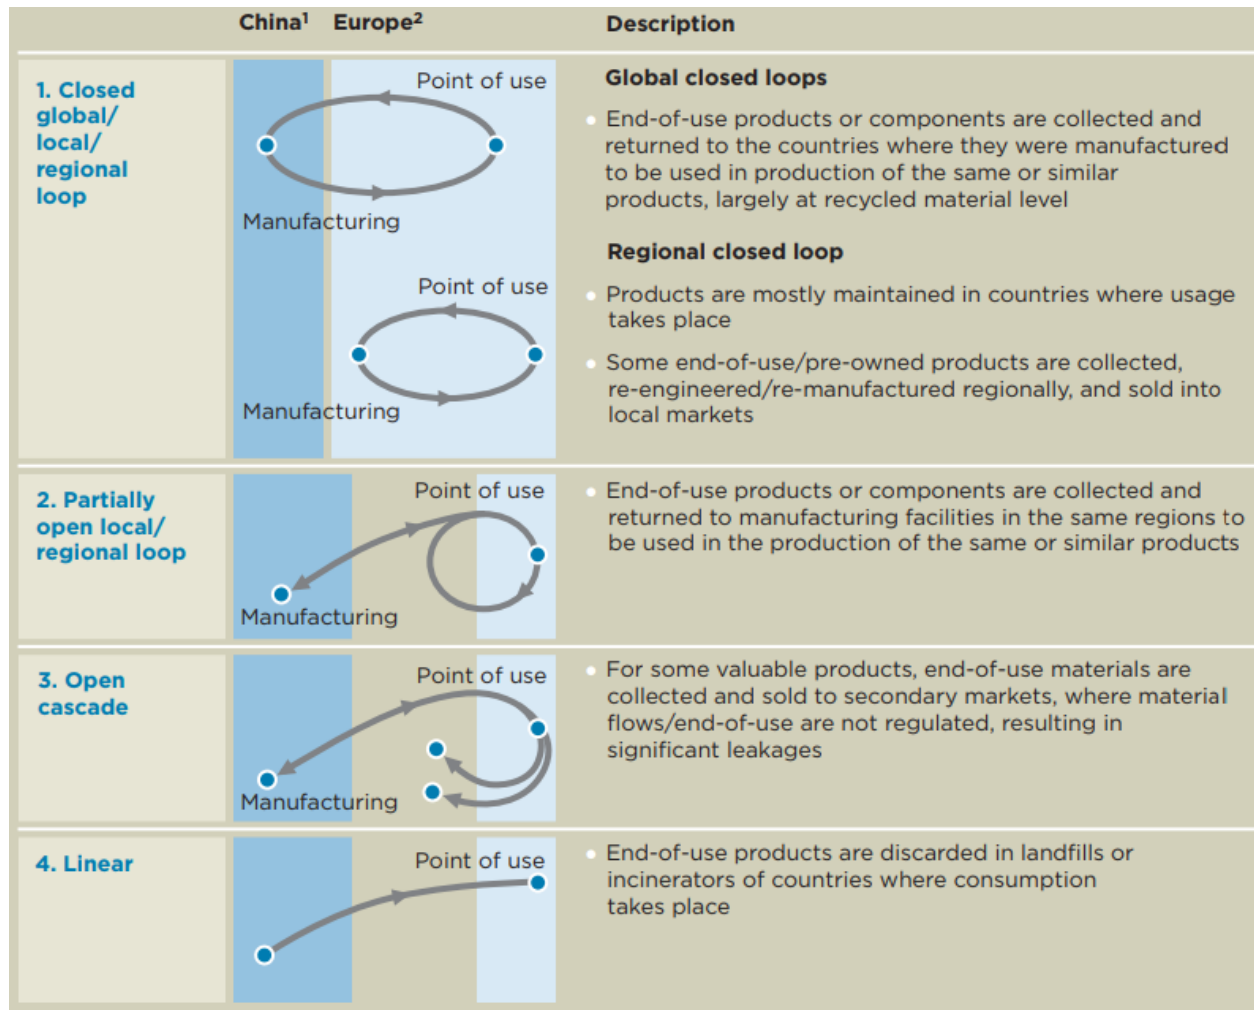 China¹ Europe² Description
1. Closed
global/
local/
regional
loop
Point of use
Manufacturing
Point of use
Manufacturing
Global closed loops
• End-of-use products or components are collected and
returned to the countries where they were manufactured
to be used in production of the same or similar
products, largely at recycled material level
Regional closed loop
• Products are mostly maintained in countries where usage
takes place
• Some end-of-use/pre-owned products are collected,
re-engineered/re-manufactured regionally, and sold into
local markets
2. Partially
open local/
regional loop
Point of use
Manufacturing
• End-of-use products or components are collected and
returned to manufacturing facilities in the same regions to
be used in the production of the same or similar products
3. Open
cascade
Point of use
Manufacturing
• For some valuable products, end-of-use materials are
collected and sold to secondary markets, where material
flows/end-of-use are not regulated, resulting in
significant leakages
4. Linear
Point of use
• End-of-use products are discarded in landfills or
incinerators of countries where consumption
takes place